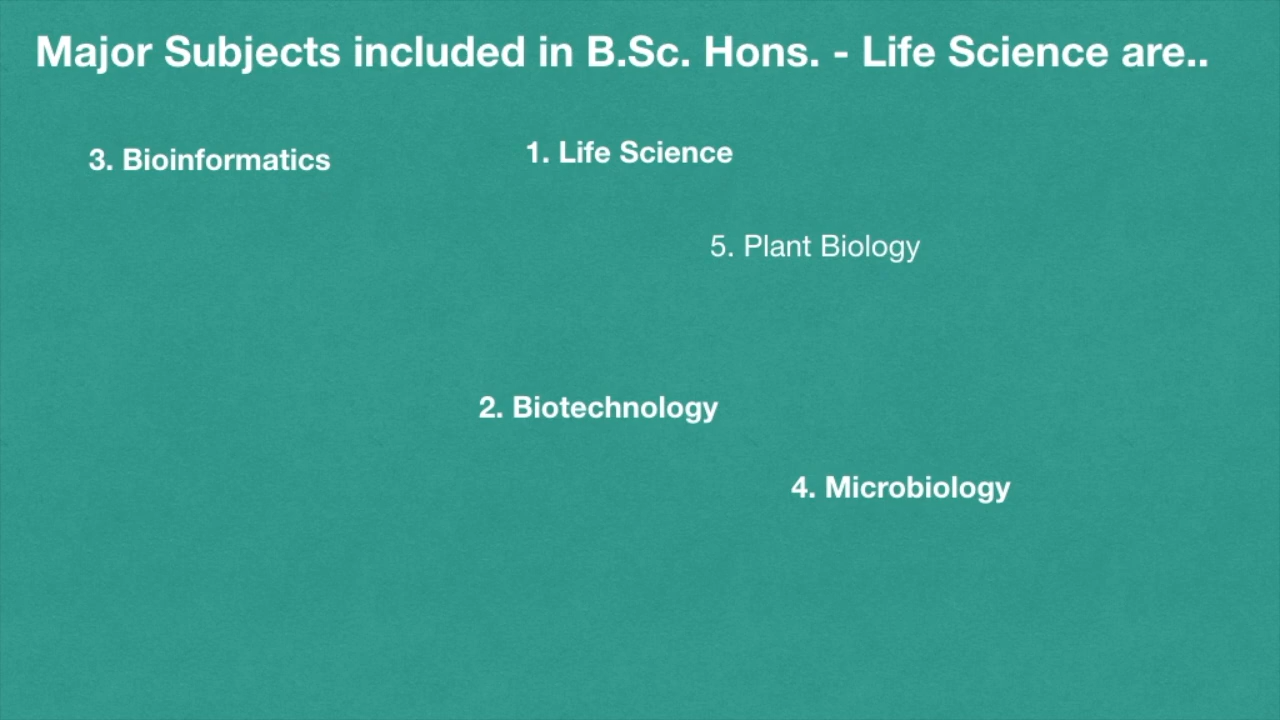 Major Subjects included in B.Sc. Hons. - Life Science are..
3. Bioinformatics
1. Life Science
5. Plant Biology
2. Biotechnology
4. Microbiology